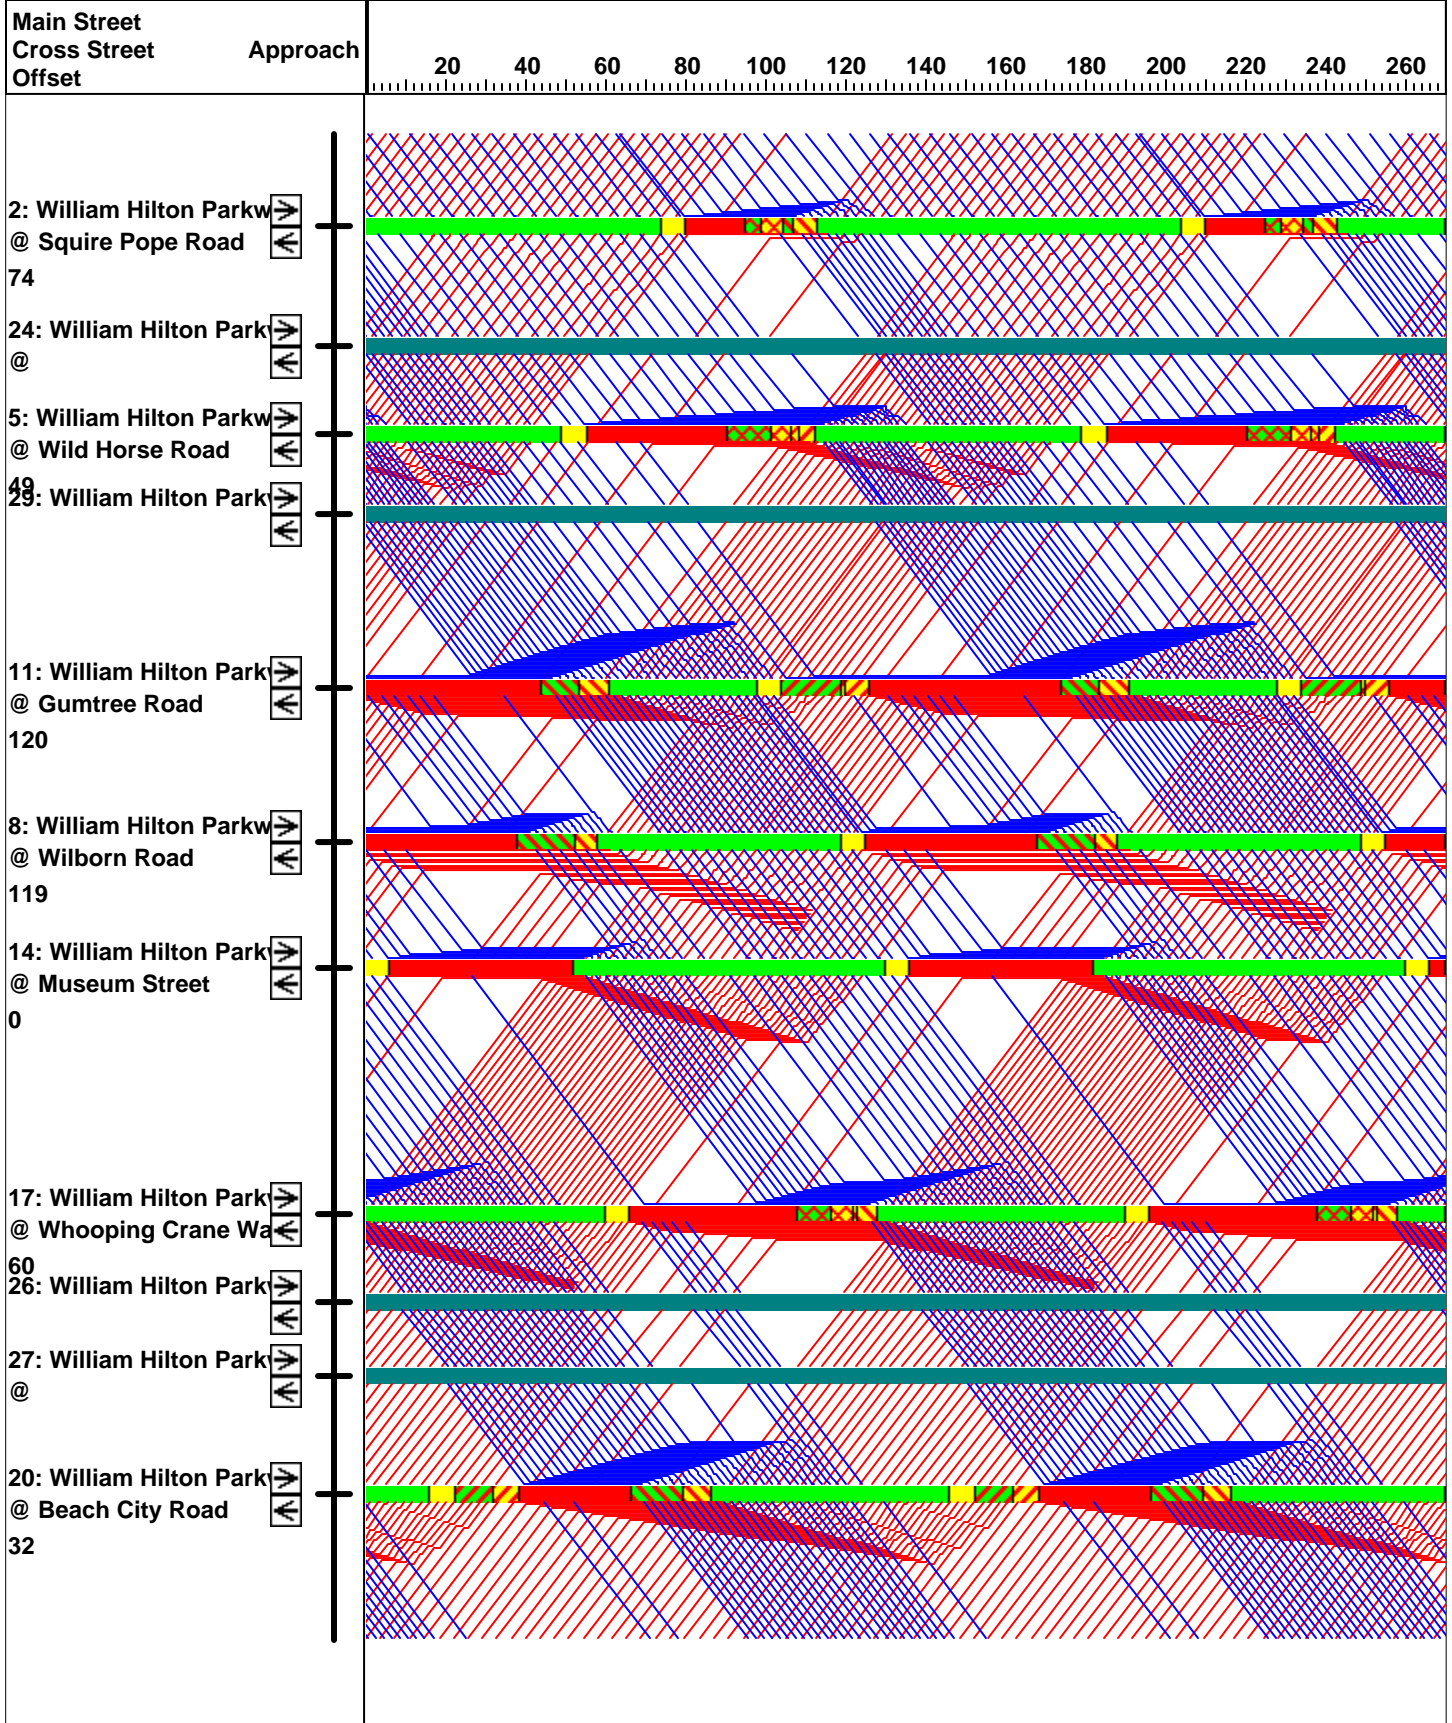 Main Street
Cross Street Approach
Offset
20 40 60 80 100 120 140 160 180 200 220 240 260
2: William Hilton Parkw
@ Squire Pope Road
74
24: William Hilton Park
@
5: William Hilton Parkw
@ Wild Horse Road
49
29: William Hilton Park
11: William Hilton Park
@ Gumtree Road
120
8: William Hilton Parkw
@ Wilborn Road
119
14: William Hilton Park
@ Museum Street
0
17: William Hilton Park
@ Whooping Crane Wa
60
26: William Hilton Park
27: William Hilton Park
@
20: William Hilton Park
@ Beach City Road
32